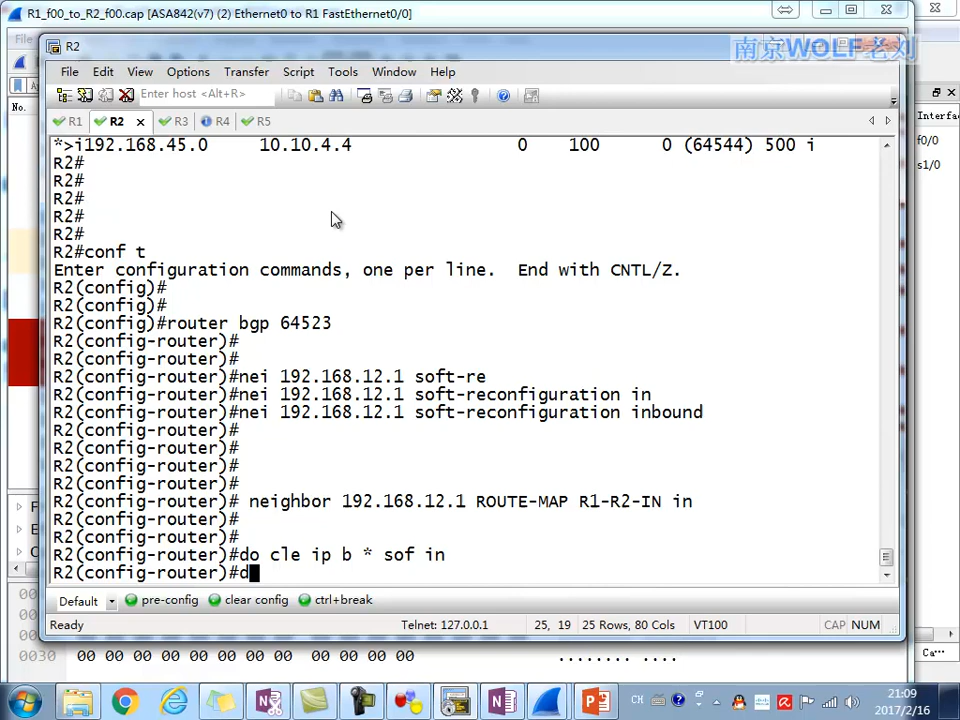 R1_f00_to_R2_f00.cap [ASA842(v7) (2) Ethernet0 to R1 FastEthernet0/0]
R2
南京WOLF老刘
File Edit View Options Transfer Script Tools Window Help
Enter host <Alt+R>
No.
Interfa
R1 R2 R3 R4 R5
f0/0
s1/0
*>i192.168.45.0 10.10.4.4 0 100 0 (64544) 500 i
R2#
R2#
R2#
R2#
R2#
R2#conf t
Enter configuration commands, one per line. End with CNTL/Z.
R2(config)#
R2(config)#
R2(config)#router bgp 64523
R2(config-router)#
R2(config-router)#
R2(config-router)#nei 192.168.12.1 soft-re
R2(config-router)#nei 192.168.12.1 soft-reconfiguration in
R2(config-router)#nei 192.168.12.1 soft-reconfiguration inbound
R2(config-router)#
R2(config-router)#
R2(config-router)#
R2(config-router)#
R2(config-router)# neighbor 192.168.12.1 ROUTE-MAP R1-R2-IN in
R2(config-router)#
R2(config-router)#
R2(config-router)#do cle ip b * sof in
R2(config-router)#d
Default pre-config clear config ctrl+break
Ready Telnet: 127.0.0.1 25, 19 25 Rows, 80 Cols VT100 CAP NUM
0030 00 00 00 00 00 00 00 00 00 00 00 00 ........ ....
Ca···
CH
21:09
2017/2/16